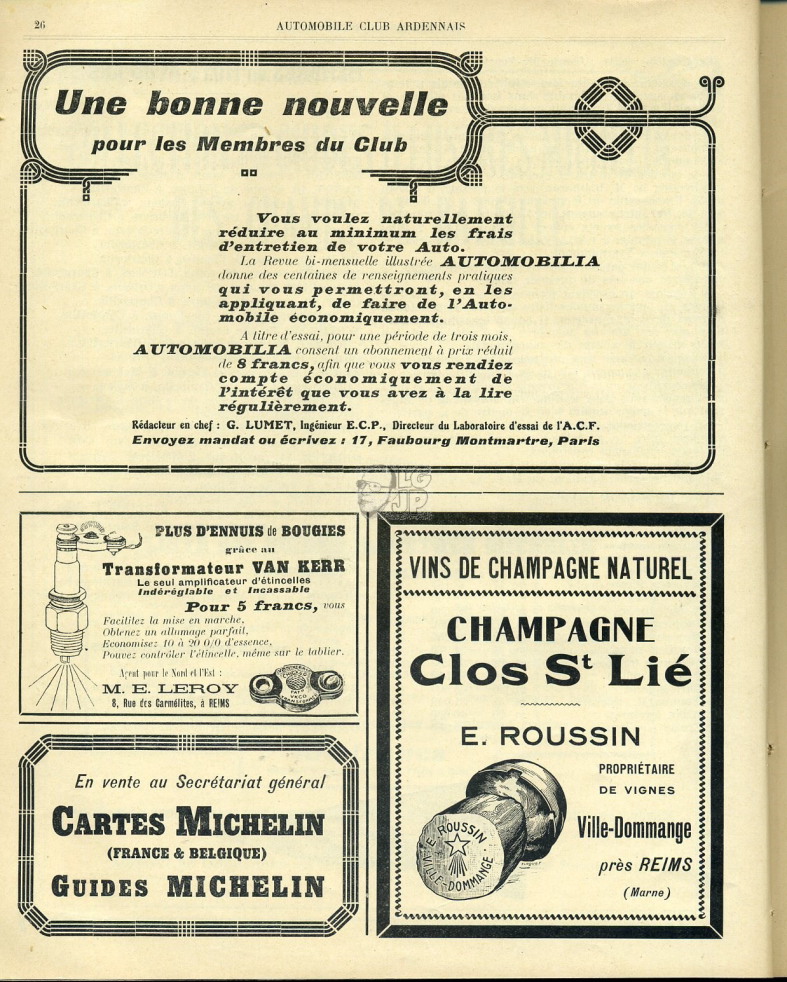 26
AUTOMOBILE CLUB ARDENNAIS
Une bonne nouvelle
pour les Membres du Club
Vous voulez naturellement
réduire au minimum les frais
d'entretien de votre Auto.
La Revue bi-mensuelle illustrée AUTOMOBILIA
donne des centaines de renseignements pratiques
qui vous permettront, en les
appliquant, de faire de l'Auto-
mobile économiquement.
A titre d'essai, pour une période de trois mois,
AUTOMOBILIA consent un abonnement à prix réduit
de 8 francs, afin que vous vous rendiez
compte économiquement de
l'intérêt que vous avez à la lire
régulièrement.
Rédacteur en chef : G. LUMET, Ingénieur E.C.P., Directeur du Laboratoire d'essai de l'A.C.F.
Envoyez mandat ou écrivez : 17, Faubourg Montmartre, Paris
LG
JP
PLUS D'ENNUIS de BOUGIES
grâce au
Transformateur VAN KERR
Le seul amplificateur d'étincelles
Indéréglable et Incassable
Pour 5 francs, vous
Facilitez la mise en marche,
Obtenez un allumage parfait,
Economisez 10 à 20 0/0 d'essence,
Pouvez contrôler l'étincelle, même sur le tablier.
Agent pour le Nord et l'Est :
M. E. LEROY
8, Rue des Carmélites, à REIMS
En vente au Secrétariat général
CARTES MICHELIN
(FRANCE & BELGIQUE)
GUIDES MICHELIN
VINS DE CHAMPAGNE NATUREL
CHAMPAGNE
Clos St Lié
E. ROUSSIN
PROPRIÉTAIRE
DE VIGNES
Ville-Dommange
près REIMS
(Marne)
E. ROUSSIN
VILLE-DOMMANGE